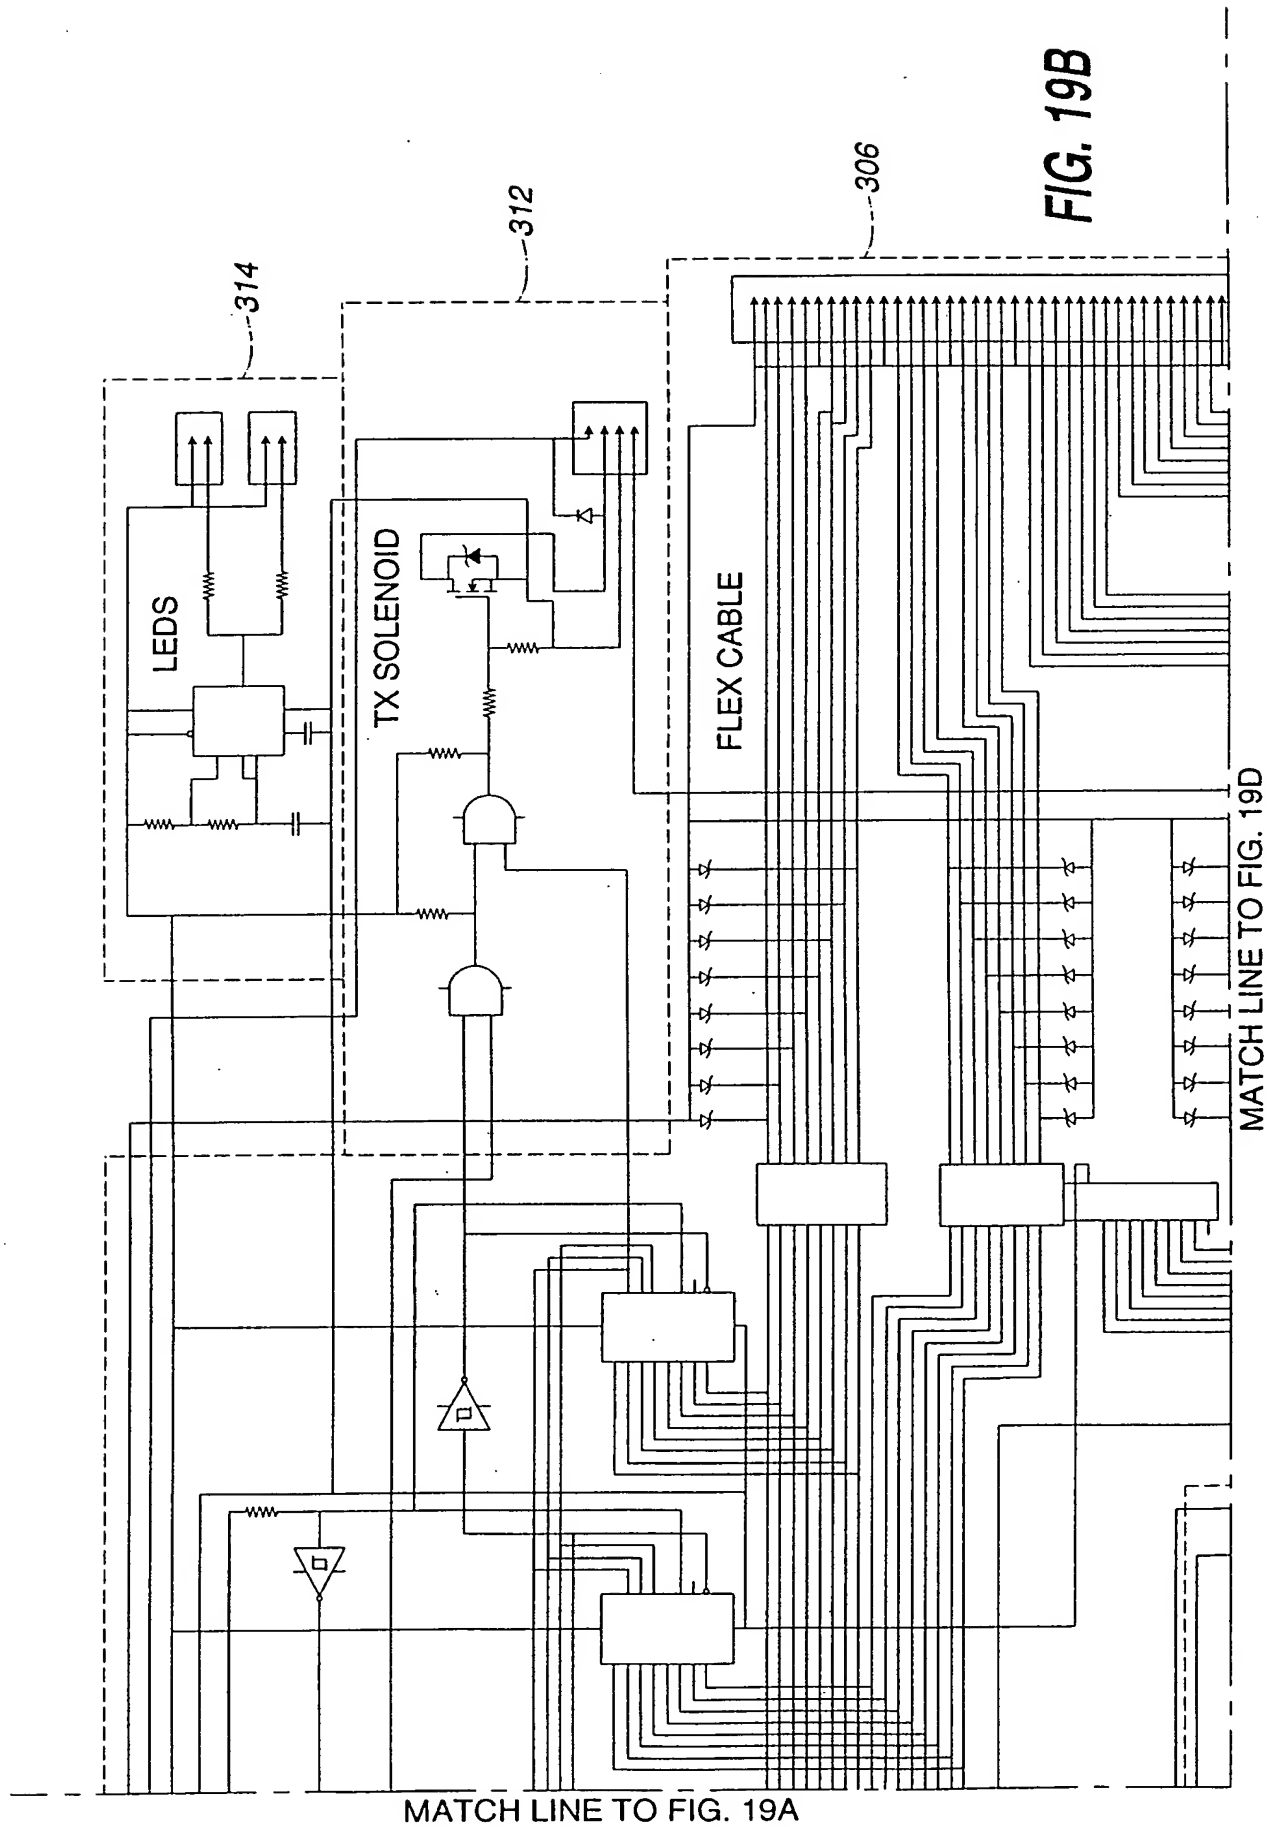 314
LEDS
312
TX SOLENOID
306
FLEX CABLE
FIG. 19B
MATCH LINE TO FIG. 19D
MATCH LINE TO FIG. 19A